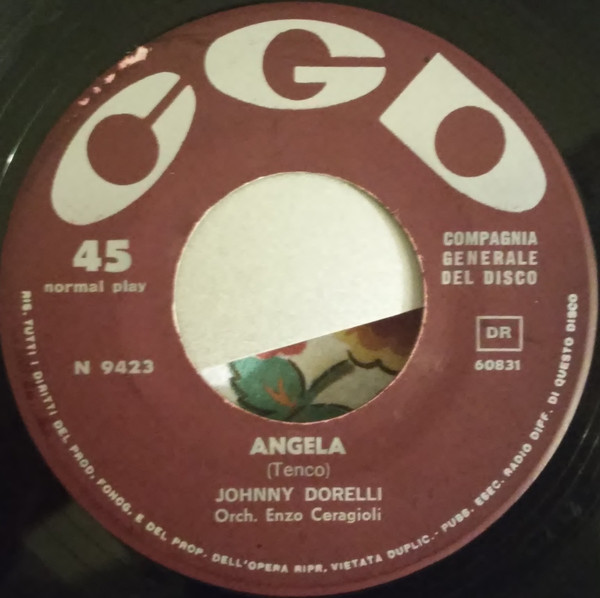 CGD
45
normal play
COMPAGNIA
GENERALE
DEL DISCO
DR
N 9423
60831
ANGELA
(Tenco)
JOHNNY DORELLI
Orch. Enzo Ceragioli
RIS. TUTTI I DIRITTI DEL PROD. FONOG. E DEL PROP. DELL'OPERA RIPR. VIETATA DUPLIC. - PUBB. ESEC. RADIO DIFF. DI QUESTO DISCO